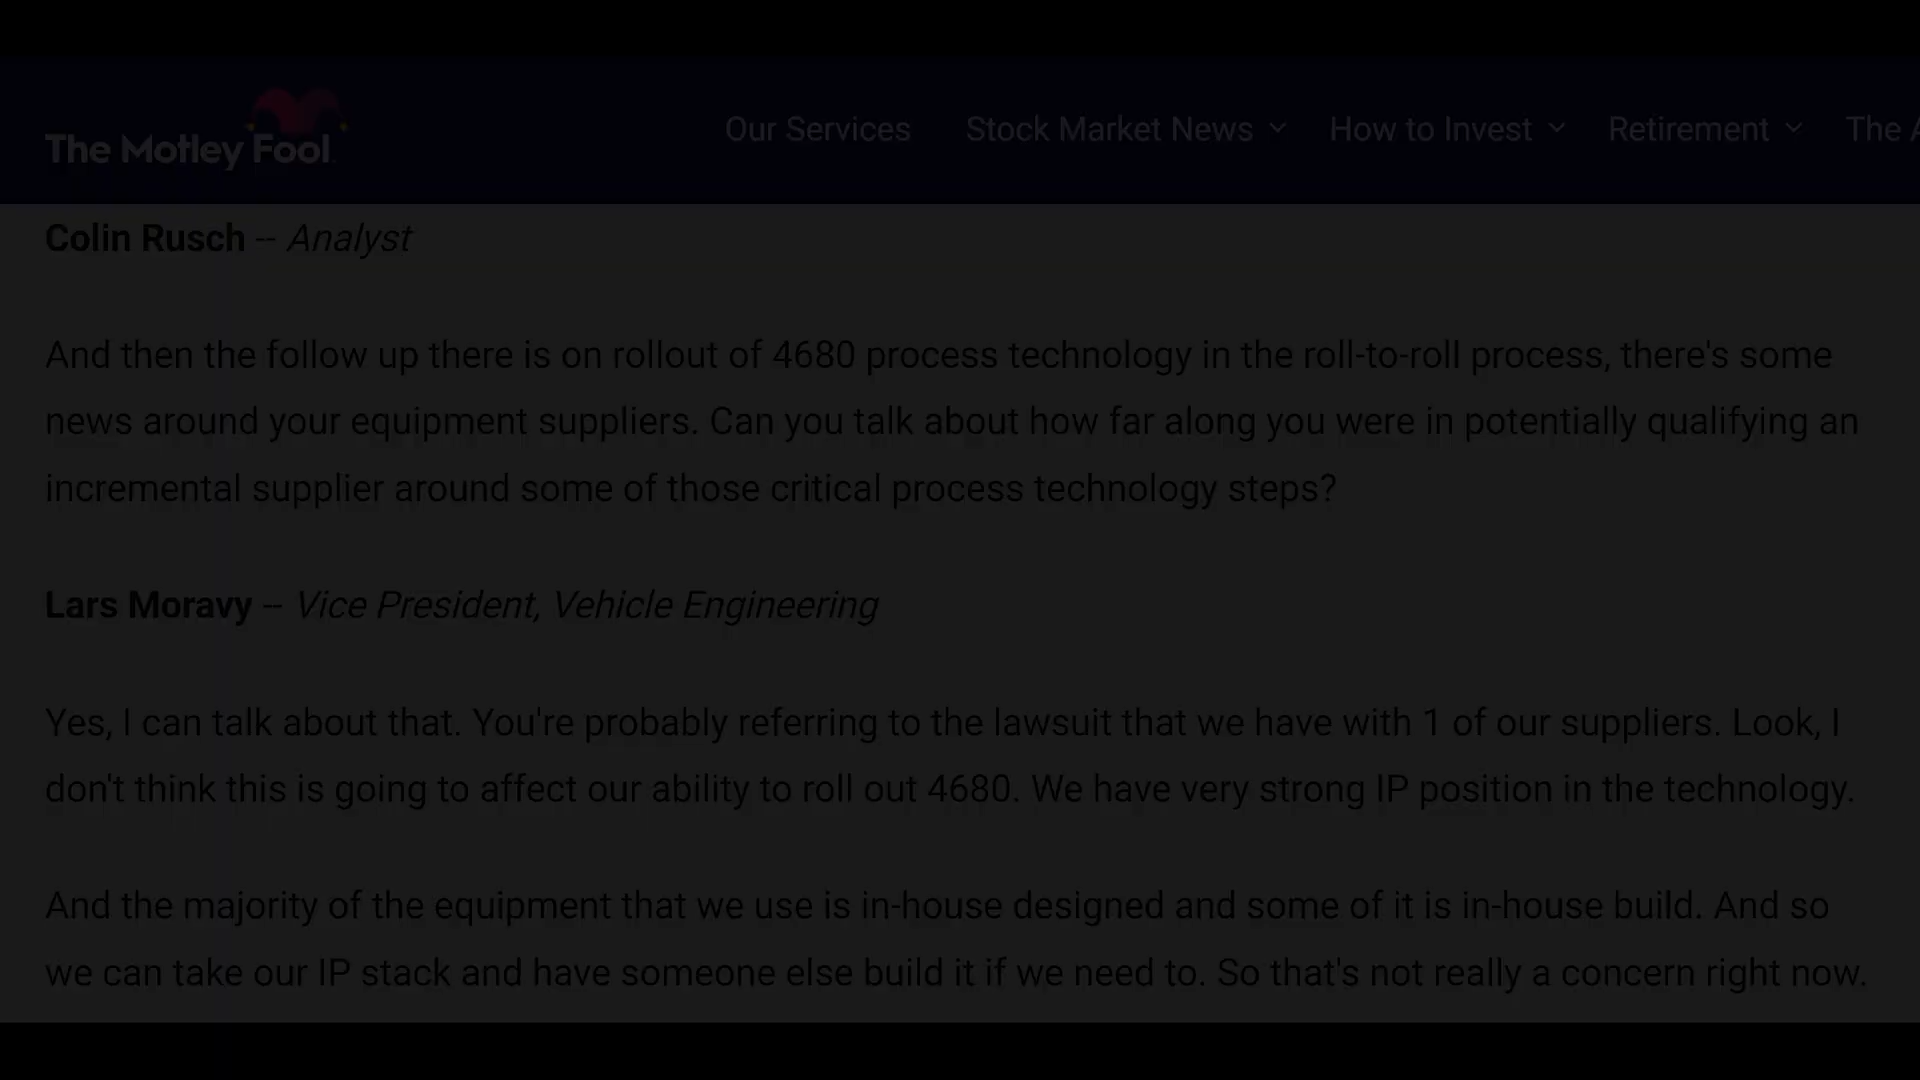 The Motley Fool
Our Services Stock Market News How to Invest Retirement The
Colin Rusch -- Analyst
And then the follow up there is on rollout of 4680 process technology in the roll-to-roll process, there's some
news around your equipment suppliers. Can you talk about how far along you were in potentially qualifying an
incremental supplier around some of those critical process technology steps?
Lars Moravy -- Vice President, Vehicle Engineering
Yes, I can talk about that. You're probably referring to the lawsuit that we have with 1 of our suppliers. Look, I
don't think this is going to affect our ability to roll out 4680. We have very strong IP position in the technology.
And the majority of the equipment that we use is in-house designed and some of it is in-house build. And so
we can take our IP stack and have someone else build it if we need to. So that's not really a concern right now.